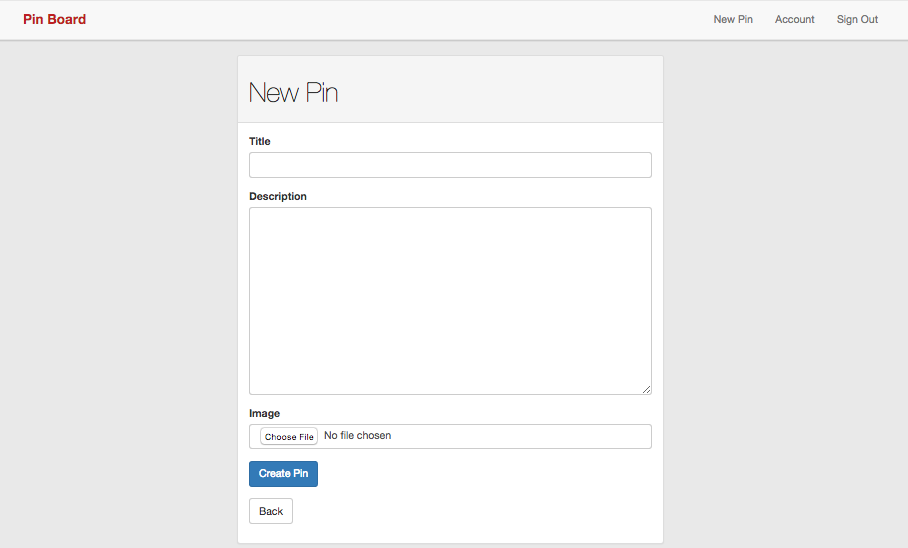 Pin Board New Pin Account Sign Out
New Pin
Title
Description
Image
Choose File No file chosen
Create Pin
Back